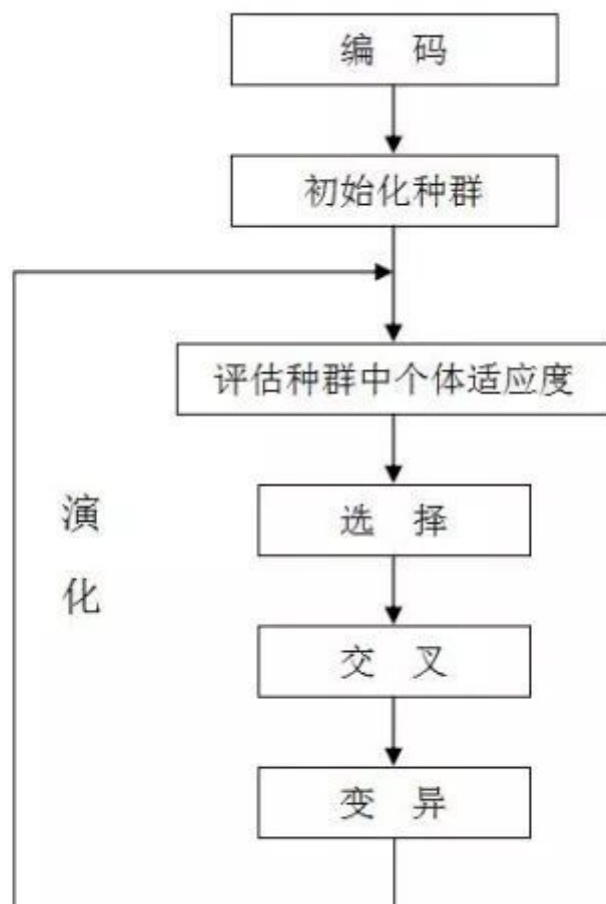 编 码
初始化种群
评估种群中个体适应度
选 择
交 叉
变 异
演
化